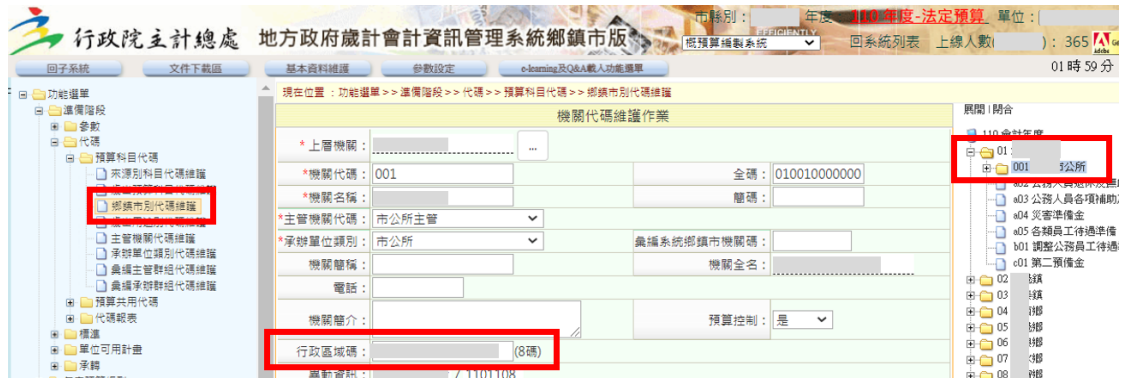 市縣別： 年度 110 年度-法定預算 單位：
行政院主計總處 地方政府歲計會計資訊管理系統鄉鎮市版
EFFICIENTLY
概預算編製系統 回系統列表 上線人數( )：365
Adobe
回子系統 文件下載區 基本資料維護 參數設定 e-learning及Q&A載入功能選單 01 時 59 分
功能選單
準備階段
參數
代碼
預算科目代碼
來源別科目代碼維護
鄉鎮市別代碼維護
主管機關代碼維護
承辦單位類別代碼維護
彙編主管群組代碼維護
彙編承辦群組代碼維護
預算共用代碼
代碼報表
標準
單位可用計畫
承轉
現在位置：功能選單>>準備階段>>代碼>>預算科目代碼>>鄉鎮市別代碼維護
機關代碼維護作業
*上層機關： ...
*機關代碼： 001 全碼： 010010000000
*機關名稱： 簡碼：
*主管機關代碼： 市公所主管
*承辦單位類別： 市公所 彙編系統鄉鎮市機關碼：
機關簡稱： 機關全名：
電話：
機關簡介： 預算控制： 是
行政區域碼： (8碼)
異動資訊： / 1101108
展開 | 閉合
110 會計年度
01
001 市公所
a03 公務人員各項補助
a04 災害準備金
a05 各類員工待遇準備
b01 調整公務員工待遇
c01 第二預備金
02 鎮
03 鎮
04 鄉
05 鄉
06 鄉
07 鄉
08 鄉